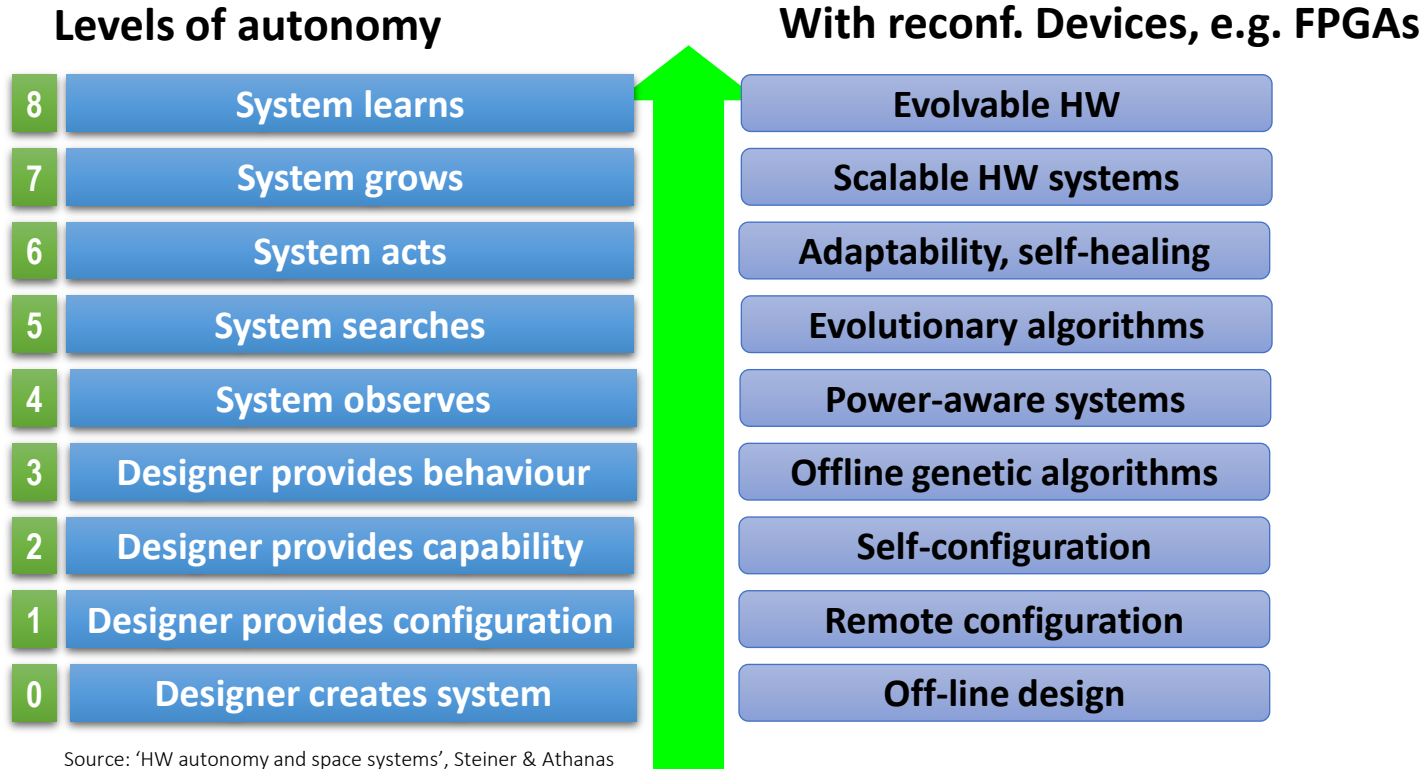 Levels of autonomy
With reconf. Devices, e.g. FPGAs
8 System learns Evolvable HW
7 System grows Scalable HW systems
6 System acts Adaptability, self-healing
5 System searches Evolutionary algorithms
4 System observes Power-aware systems
3 Designer provides behaviour Offline genetic algorithms
2 Designer provides capability Self-configuration
1 Designer provides configuration Remote configuration
0 Designer creates system Off-line design
Source: ‘HW autonomy and space systems’, Steiner & Athanas